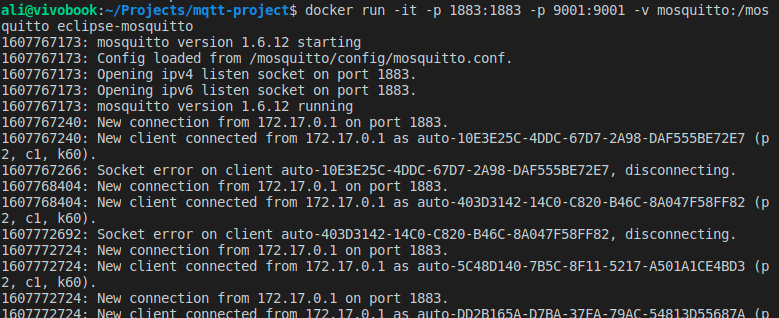 ali@vivobook:~/Projects/mqtt-project$ docker run -it -p 1883:1883 -p 9001:9001 -v mosquitto:/mos
quitto eclipse-mosquitto
1607767173: mosquitto version 1.6.12 starting
1607767173: Config loaded from /mosquitto/config/mosquitto.conf.
1607767173: Opening ipv4 listen socket on port 1883.
1607767173: Opening ipv6 listen socket on port 1883.
1607767173: mosquitto version 1.6.12 running
1607767240: New connection from 172.17.0.1 on port 1883.
1607767240: New client connected from 172.17.0.1 as auto-10E3E25C-4DDC-67D7-2A98-DAF555BE72E7 (p
2, c1, k60).
1607767266: Socket error on client auto-10E3E25C-4DDC-67D7-2A98-DAF555BE72E7, disconnecting.
1607768404: New connection from 172.17.0.1 on port 1883.
1607768404: New client connected from 172.17.0.1 as auto-403D3142-14C0-C820-B46C-8A047F58FF82 (p
2, c1, k60).
1607772692: Socket error on client auto-403D3142-14C0-C820-B46C-8A047F58FF82, disconnecting.
1607772724: New connection from 172.17.0.1 on port 1883.
1607772724: New client connected from 172.17.0.1 as auto-5C48D140-7B5C-8F11-5217-A501A1CE4BD3 (p
2, c1, k60).
1607772724: New connection from 172.17.0.1 on port 1883.
1607772724: New client connected from 172.17.0.1 as auto-DD2B165A-D7BA-37EA-79AC-54813D55687A (p